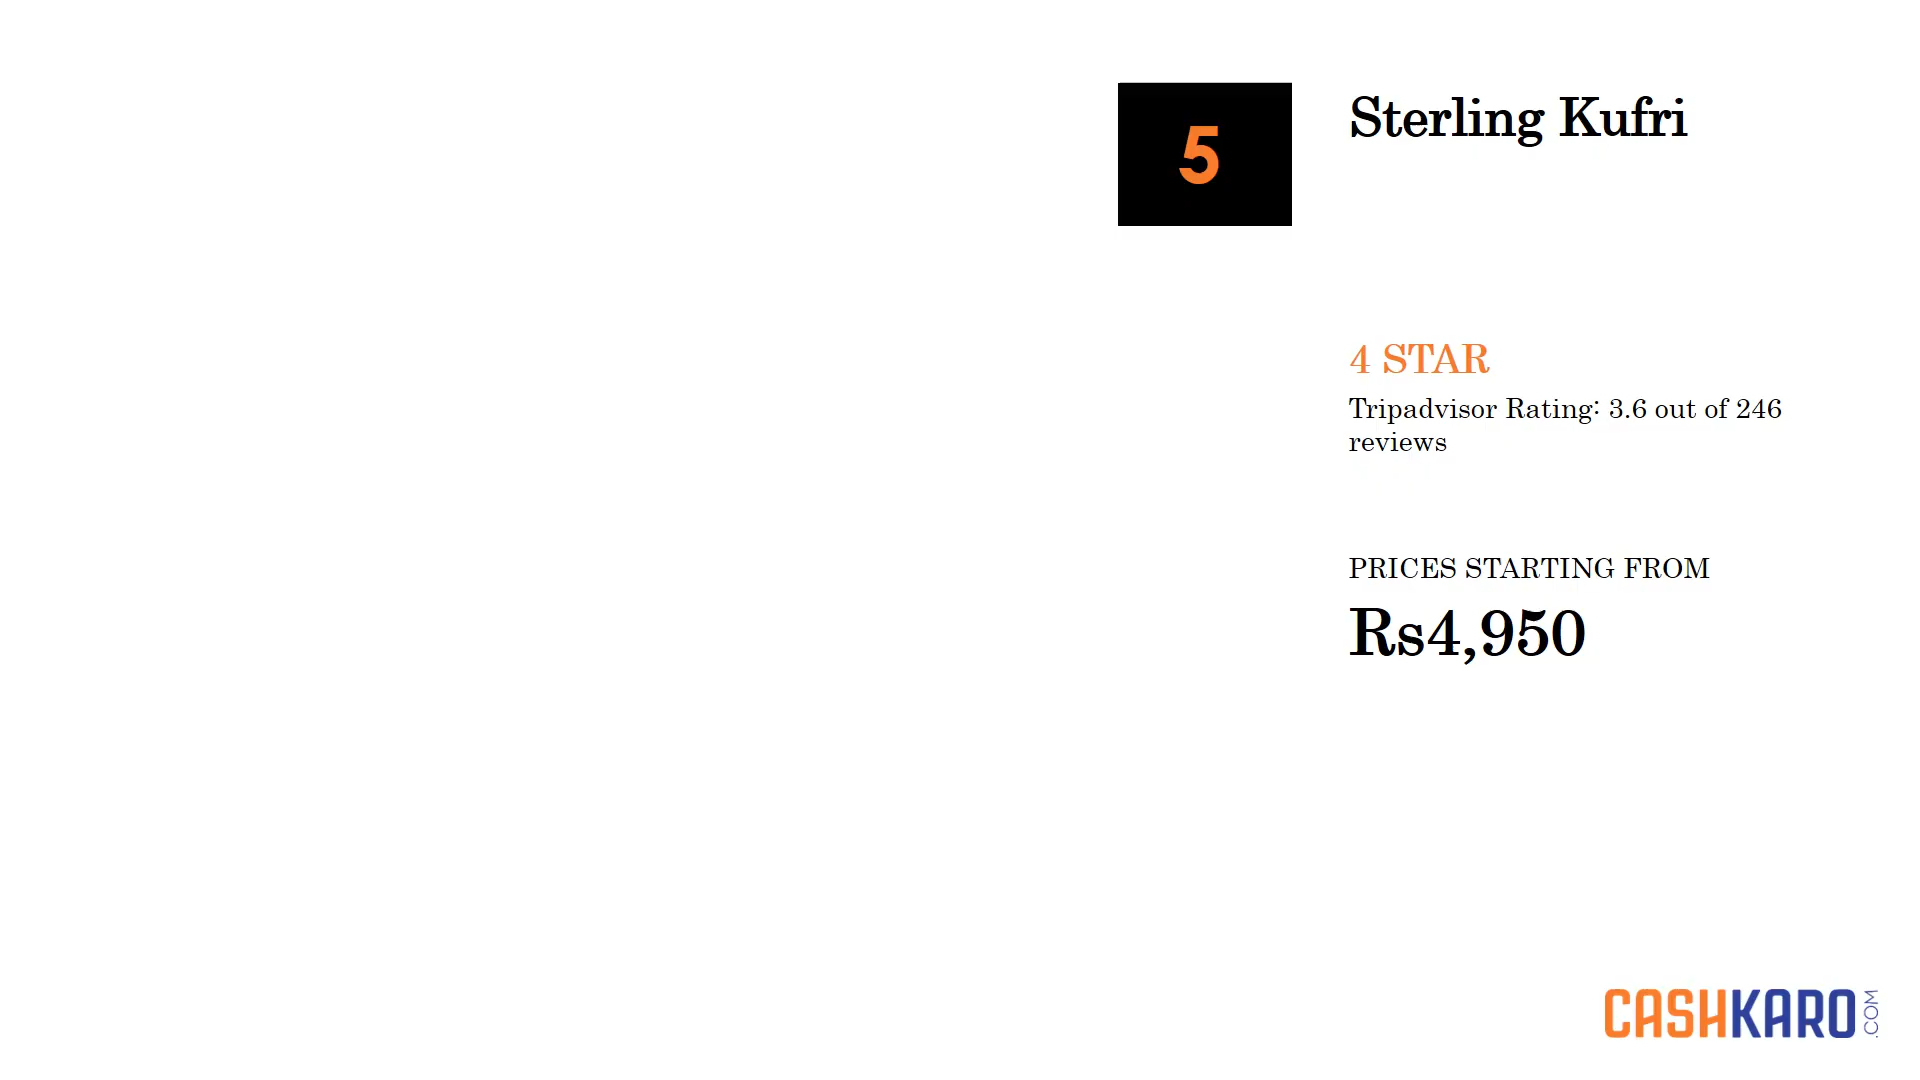 5
Sterling Kufri
4 STAR
Tripadvisor Rating: 3.6 out of 246
reviews
PRICES STARTING FROM
Rs4,950
CASHKARO.COM